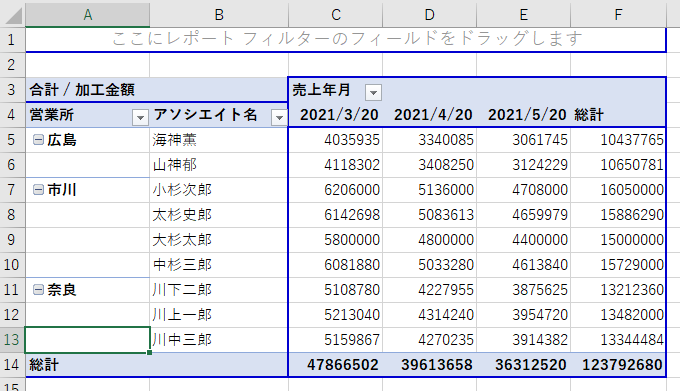 A B C D E F
1 ここにレポート フィルターのフィールドをドラッグします
2
3 合計 / 加工金額 売上年月
4 営業所 アソシエイト名 2021/3/20 2021/4/20 2021/5/20 総計
5 広島 海神薫 4035935 3340085 3061745 10437765
6 山神郁 4118302 3408250 3124229 10650781
7 市川 小杉次郎 6206000 5136000 4708000 16050000
8 太杉史郎 6142698 5083613 4659979 15886290
9 大杉太郎 5800000 4800000 4400000 15000000
10 中杉三郎 6081880 5033280 4613840 15729000
11 奈良 川下二郎 5108780 4227955 3875625 13212360
12 川上一郎 5213040 4314240 3954720 13482000
13 川中三郎 5159867 4270235 3914382 13344484
14 総計 47866502 39613658 36312520 123792680
15